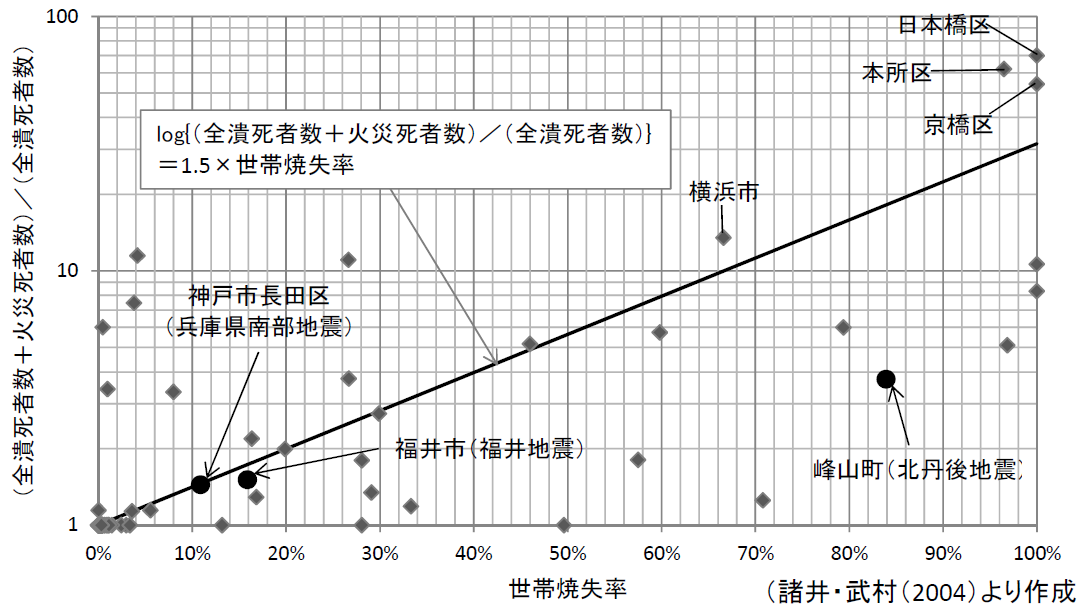 (全潰死者数＋火災死者数)／(全潰死者数)
100
10
1
日本橋区
本所区
京橋区
log{(全潰死者数＋火災死者数)／(全潰死者数)}
＝1.5×世帯焼失率
横浜市
神戸市長田区
(兵庫県南部地震)
福井市(福井地震)
峰山町(北丹後地震)
0% 10% 20% 30% 40% 50% 60% 70% 80% 90% 100%
世帯焼失率
(諸井・武村(2004)より作成